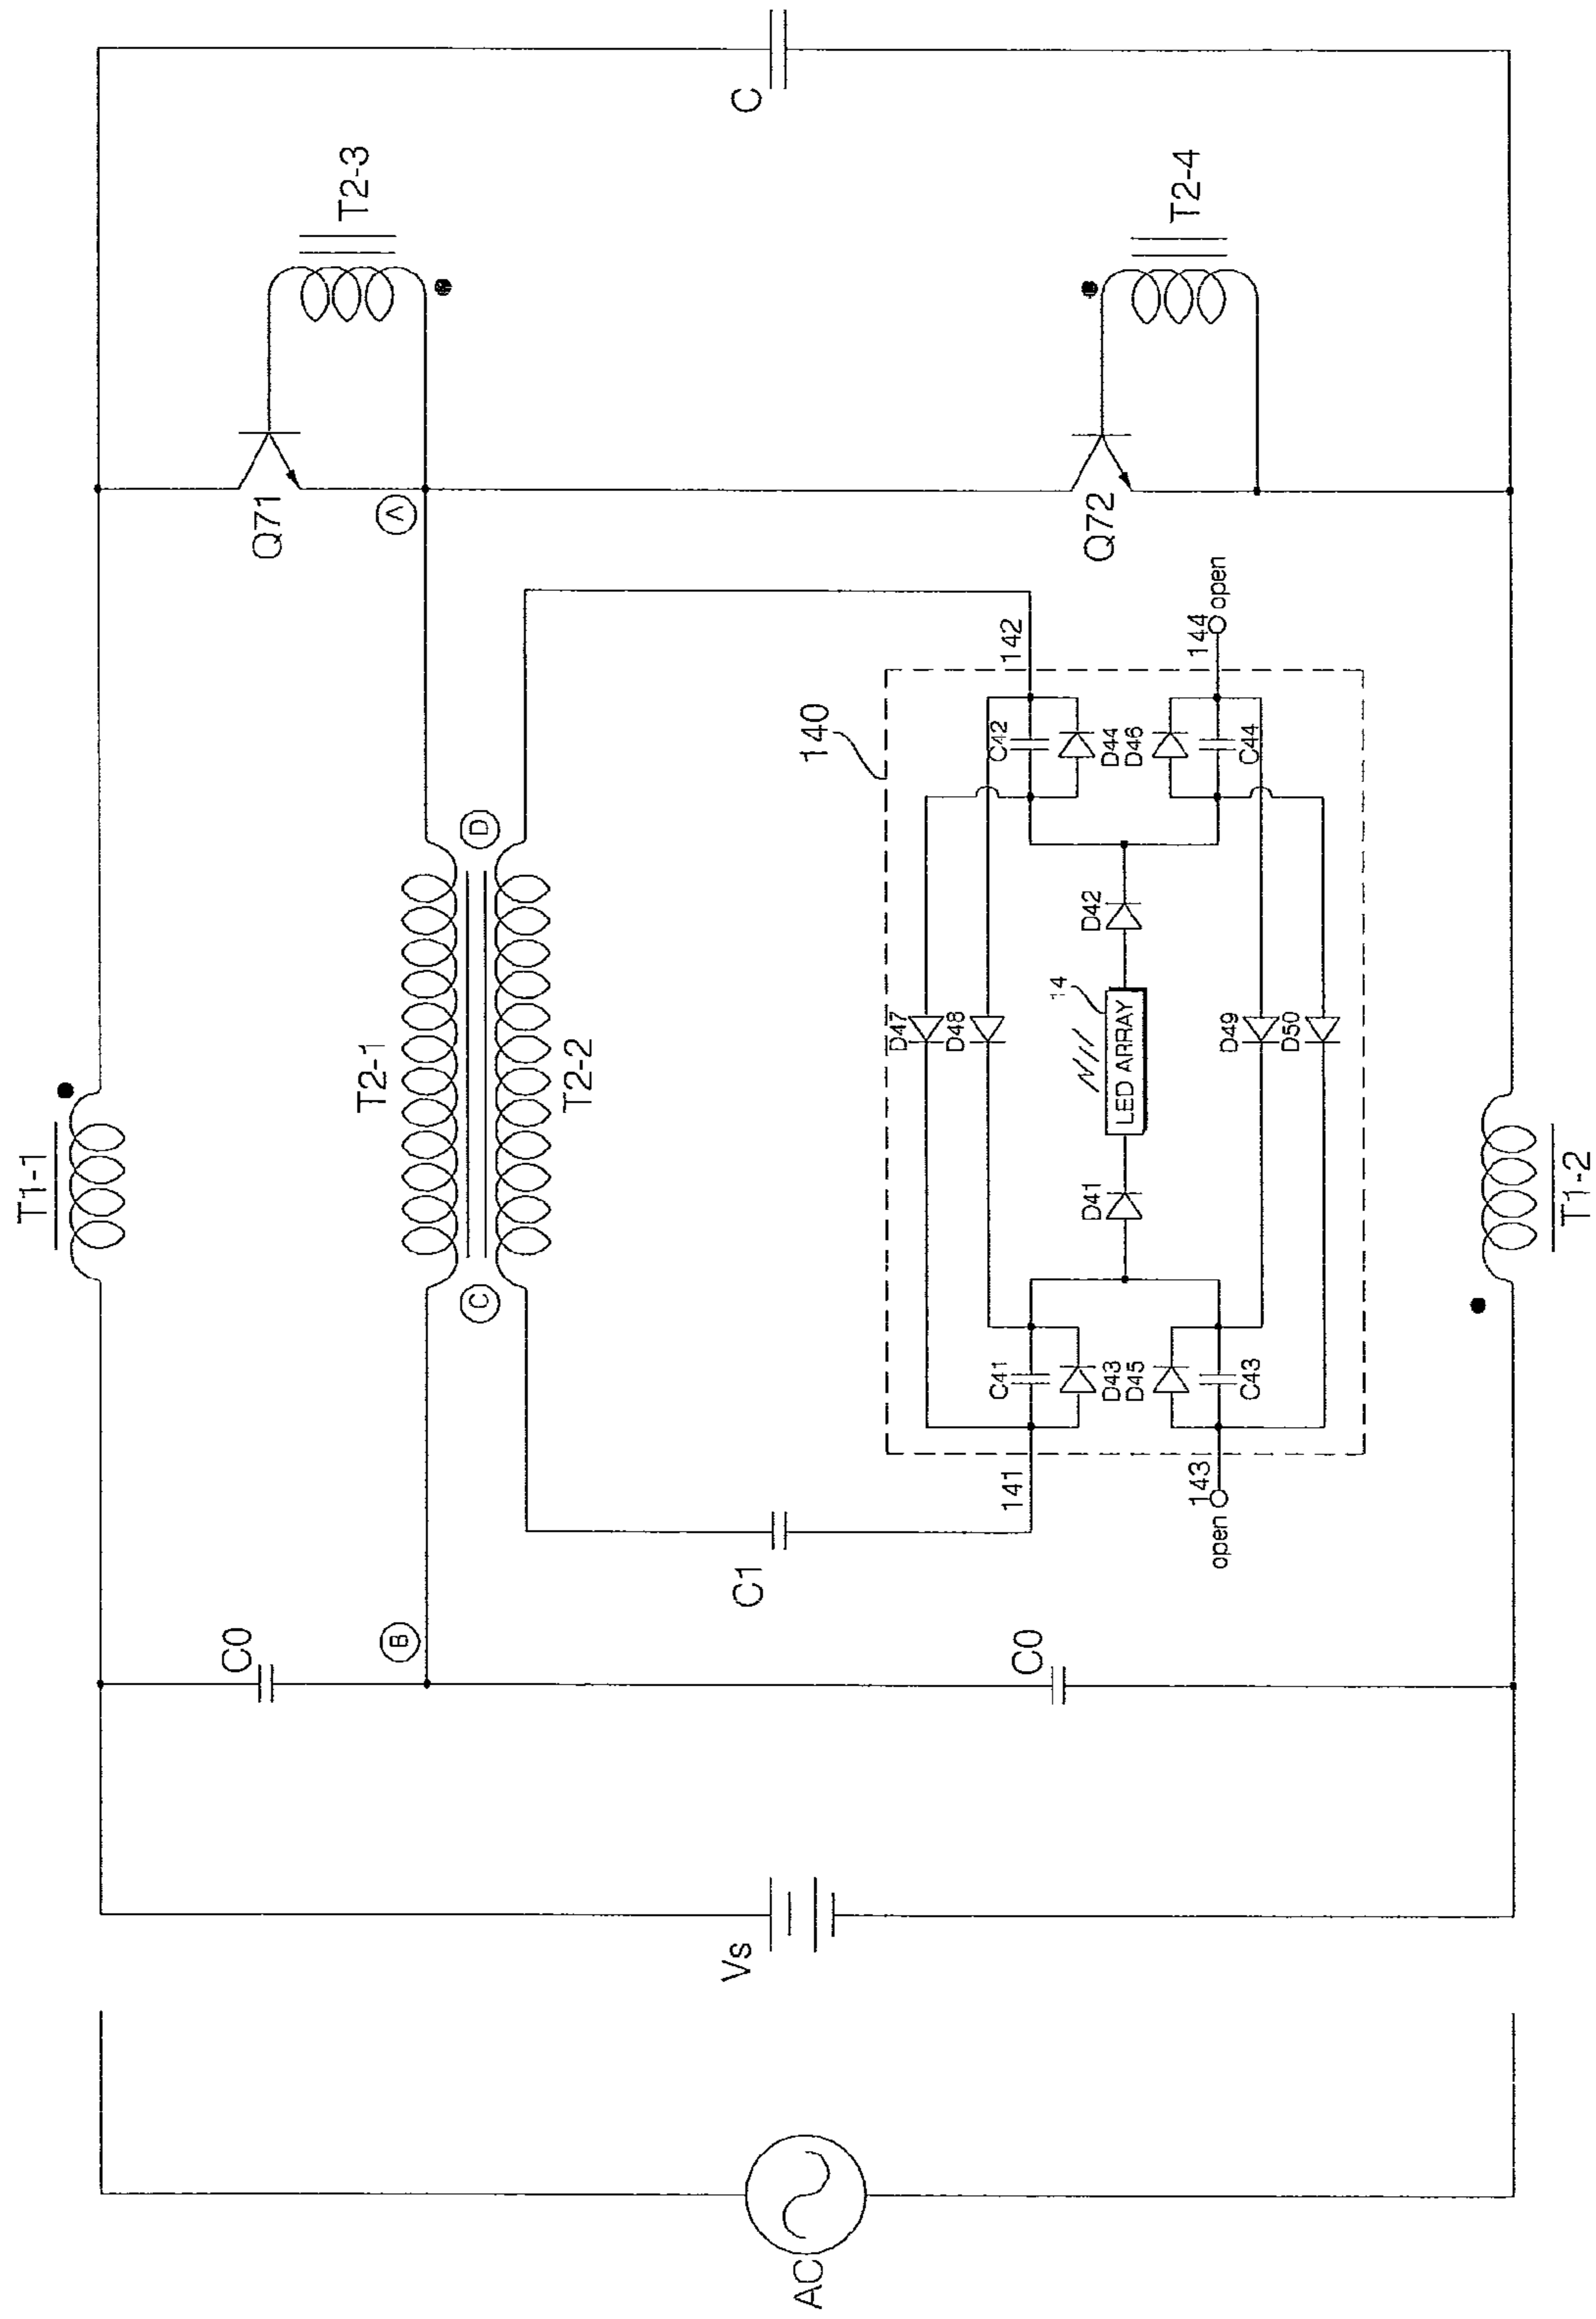 T1-1
C
T2-3
Q71
A
T2-1
D
C
T2-2
B
C0
C1
C0
Vs
AC
T2-4
Q72
140
142
144
open
C42
D44
D46
C44
D42
14
LED ARRAY
D47
D48
D49
D50
D41
C41
D43
D45
C43
141
143
open
T1-2